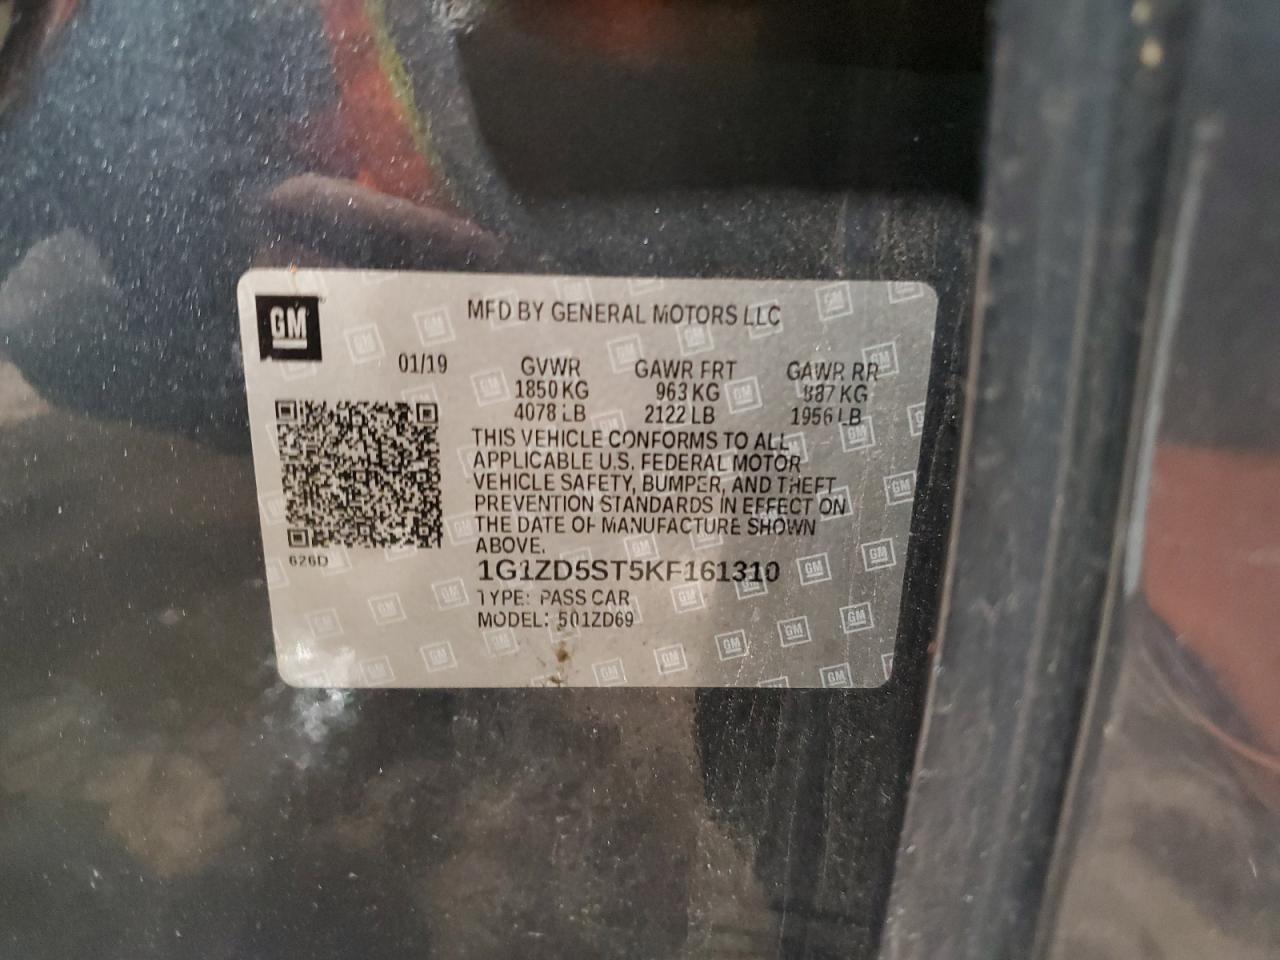 GM
MFD BY GENERAL MOTORS LLC
01/19 GVWR GAWR FRT GAWR RR
1850 KG 963 KG 887 KG
4078 LB 2122 LB 1956 LB
THIS VEHICLE CONFORMS TO ALL
APPLICABLE U.S. FEDERAL MOTOR
VEHICLE SAFETY, BUMPER, AND THEFT
PREVENTION STANDARDS IN EFFECT ON
THE DATE OF MANUFACTURE SHOWN
ABOVE.
626D
1G1ZD5ST5KF161310
TYPE: PASS CAR
MODEL: 501ZD69